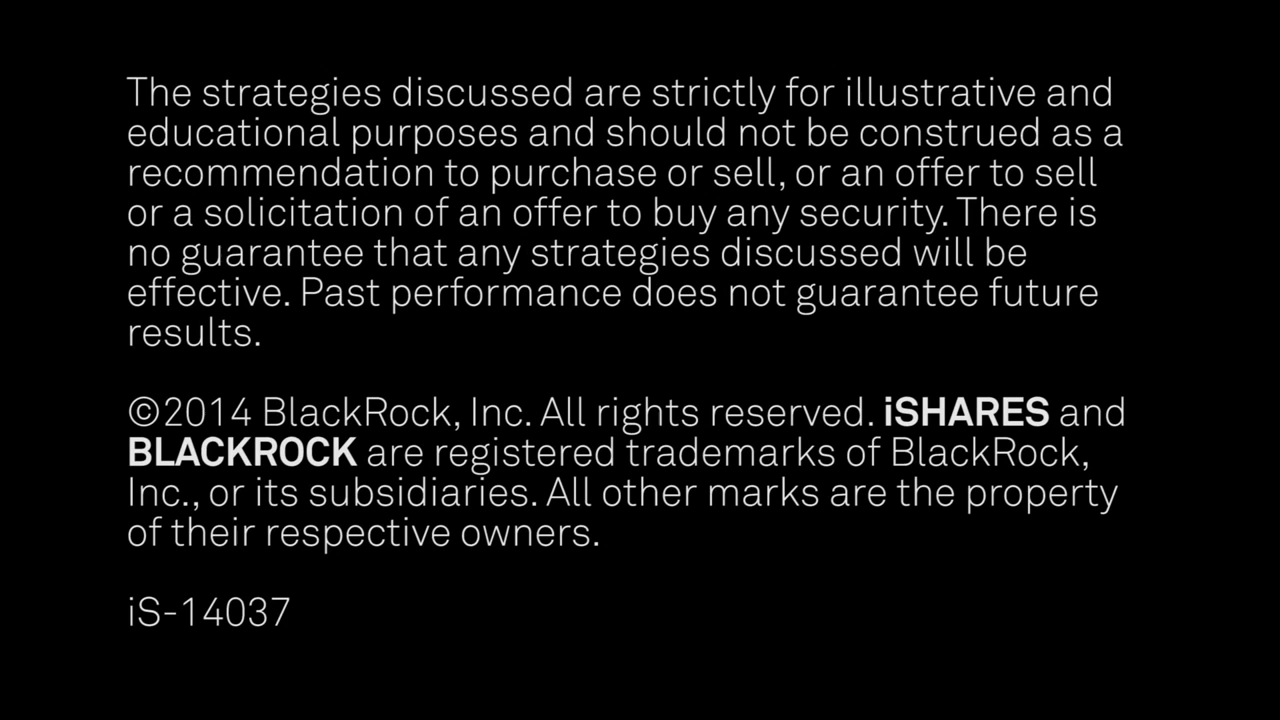 The strategies discussed are strictly for illustrative and
educational purposes and should not be construed as a
recommendation to purchase or sell, or an offer to sell
or a solicitation of an offer to buy any security. There is
no guarantee that any strategies discussed will be
effective. Past performance does not guarantee future
results.
©2014 BlackRock, Inc. All rights reserved. iSHARES and
BLACKROCK are registered trademarks of BlackRock,
Inc., or its subsidiaries. All other marks are the property
of their respective owners.
iS-14037